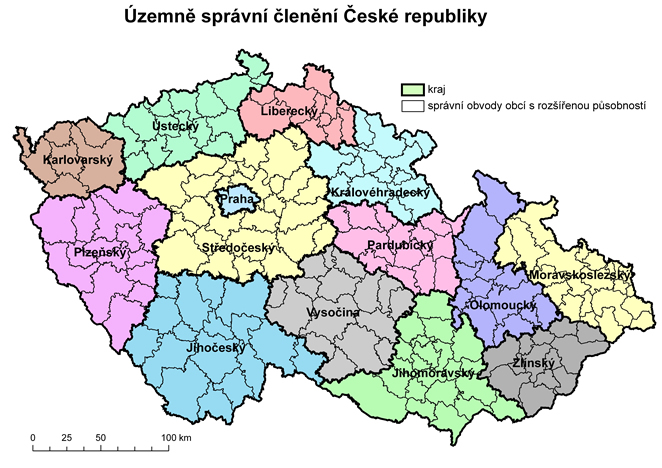 Územně správní členění České republiky
kraj
správní obvody obcí s rozšířenou působností
Liberecký
Ústecký
Karlovarský
Královéhradecký
Praha
Středočeský
Pardubický
Plzeňský
Moravskoslezský
Olomoucký
Vysočina
Jihočeský
Zlínský
Jihomoravský
0 25 50 100 km